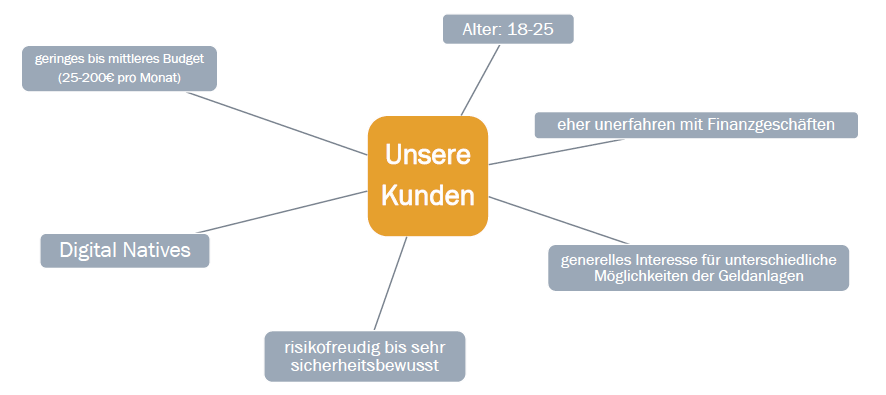 Alter: 18-25
geringes bis mittleres Budget
(25-200€ pro Monat)
eher unerfahren mit Finanzgeschäften
Unsere
Kunden
Digital Natives
generelles Interesse für unterschiedliche
Möglichkeiten der Geldanlagen
risikofreudig bis sehr
sicherheitsbewusst